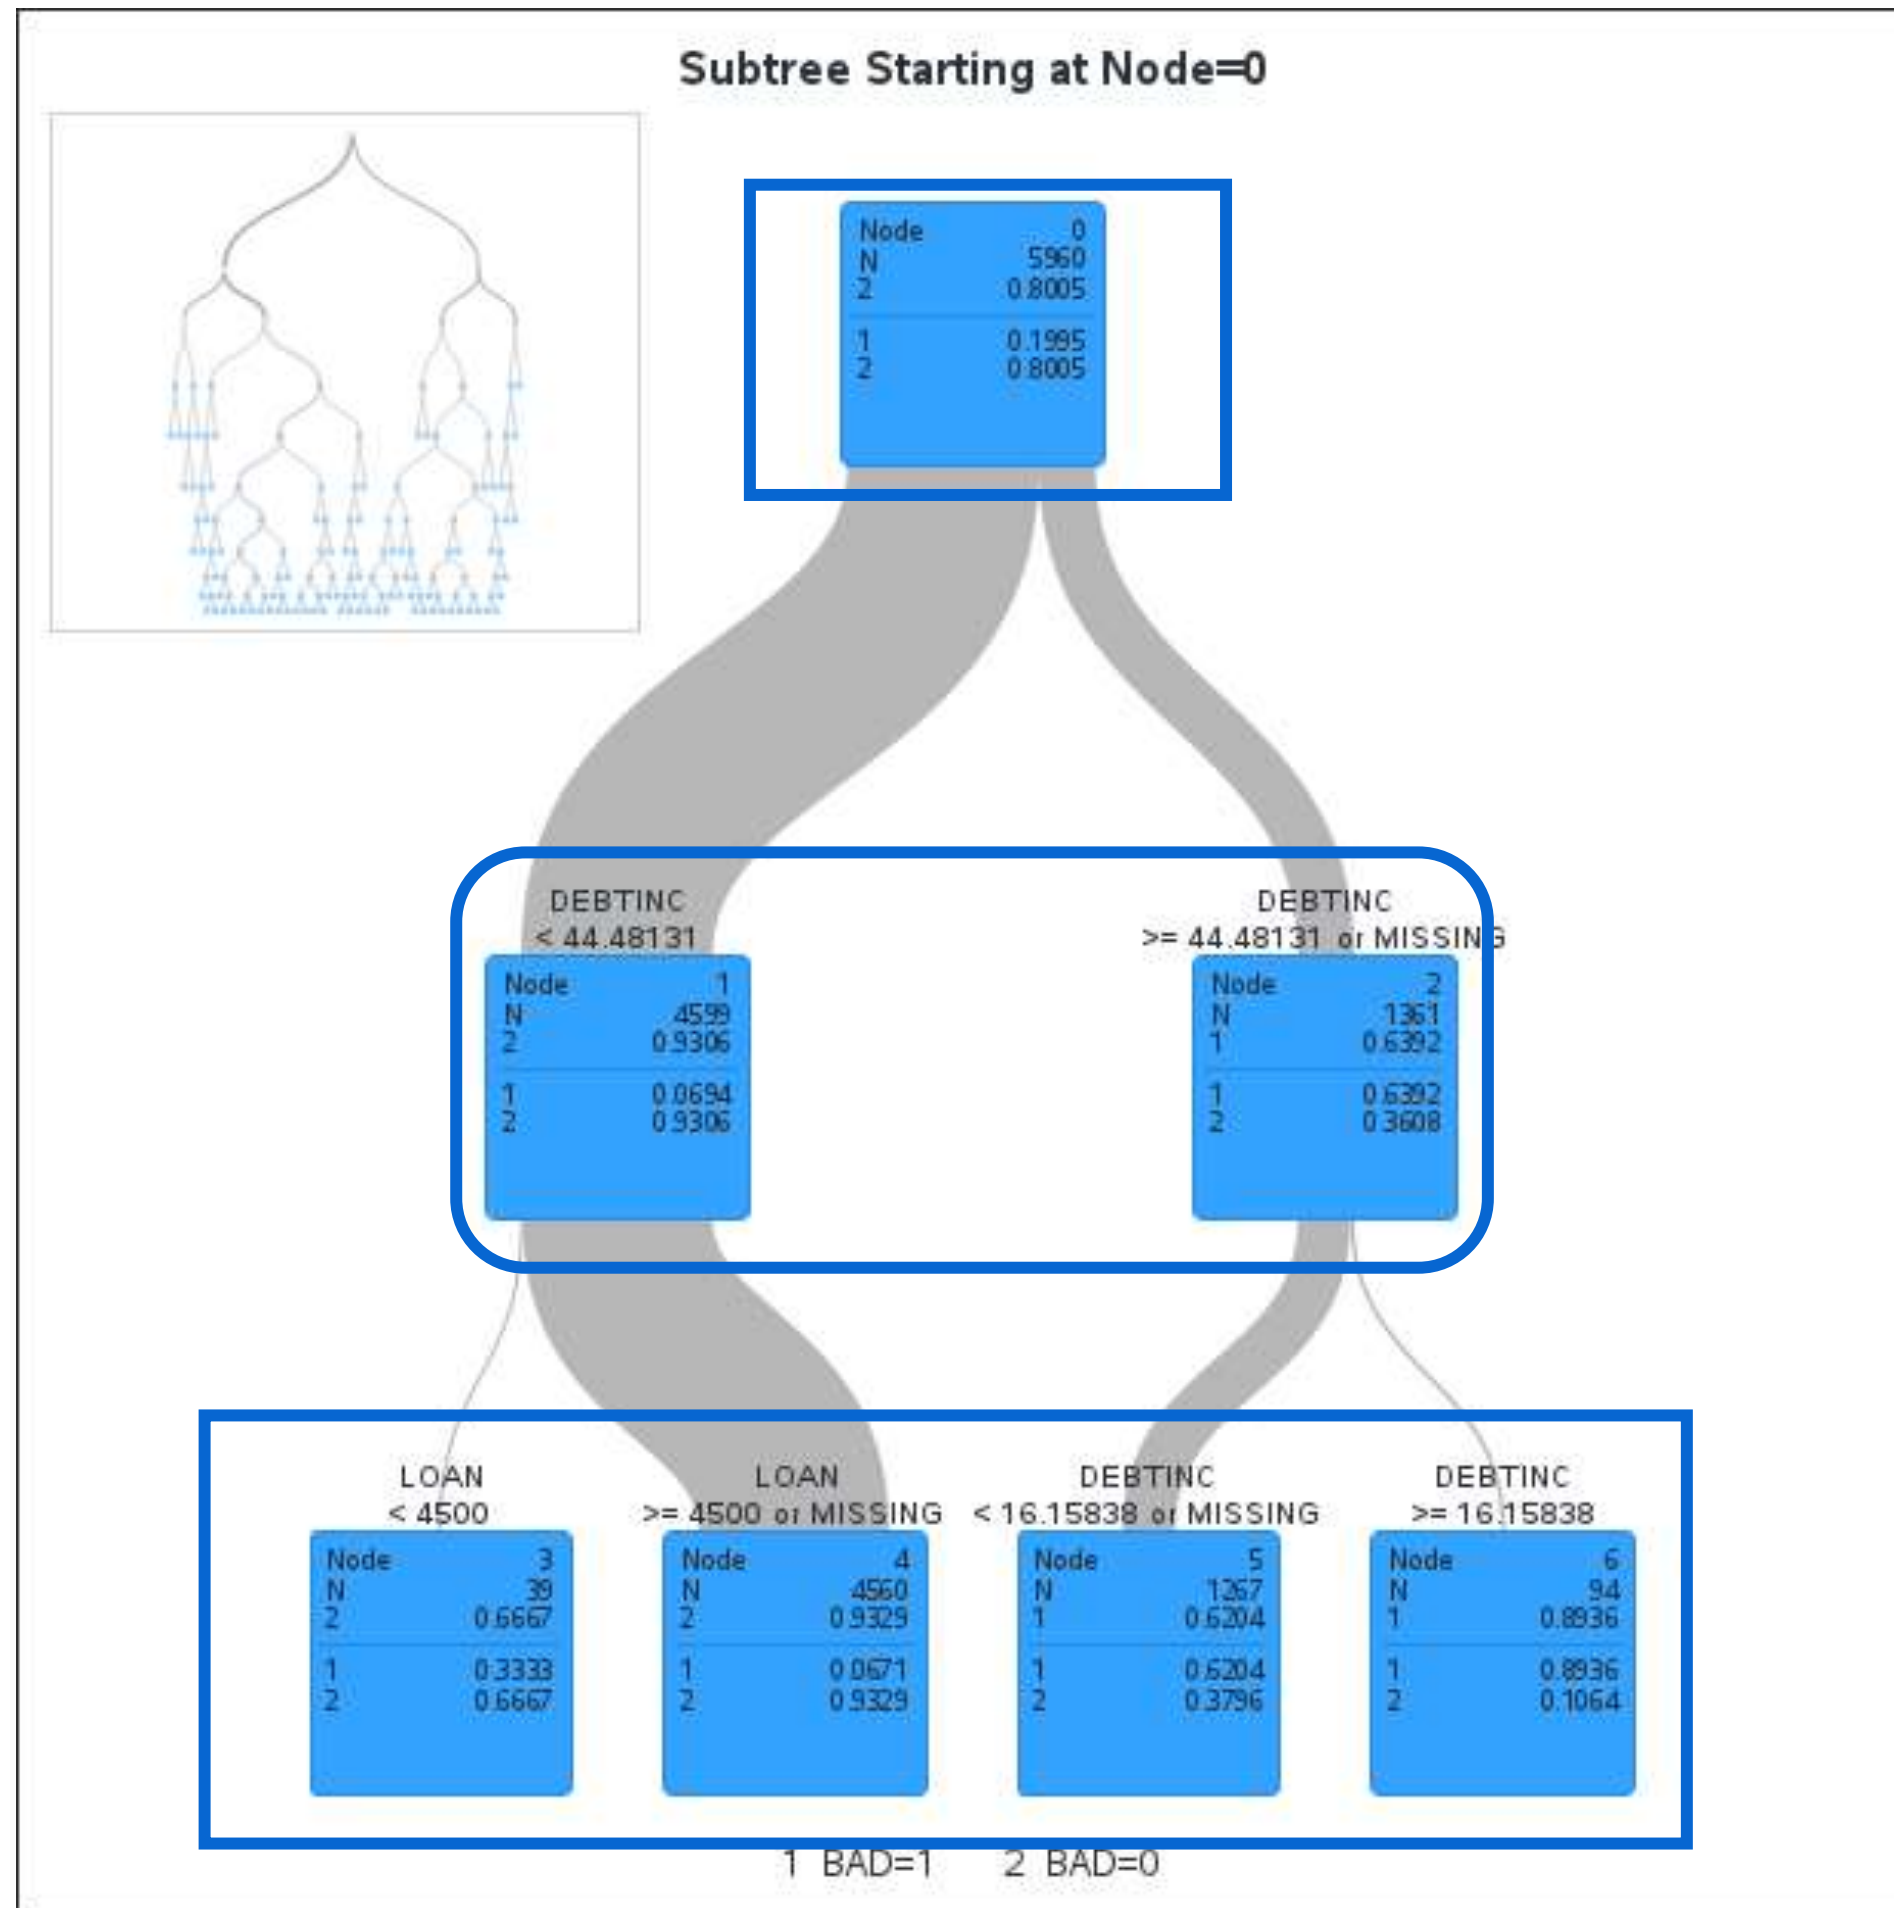 Subtree Starting at Node=0
Node 0
N 5960
2 0.8005
1 0.1995
2 0.8005
DEBTINC
< 44.48131
Node 1
N 4599
2 0.9306
1 0.0694
2 0.9306
DEBTINC
>= 44.48131 or MISSING
Node 2
N 1361
1 0.6392
1 0.6392
2 0.3608
LOAN
< 4500
Node 3
N 39
2 0.6667
1 0.3333
2 0.6667
LOAN
>= 4500 or MISSING
Node 4
N 4560
2 0.9329
1 0.0671
2 0.9329
DEBTINC
< 16.15838 or MISSING
Node 5
N 1267
1 0.6204
1 0.6204
2 0.3796
DEBTINC
>= 16.15838
Node 6
N 94
1 0.8936
1 0.8936
2 0.1064
1 BAD=1 2 BAD=0